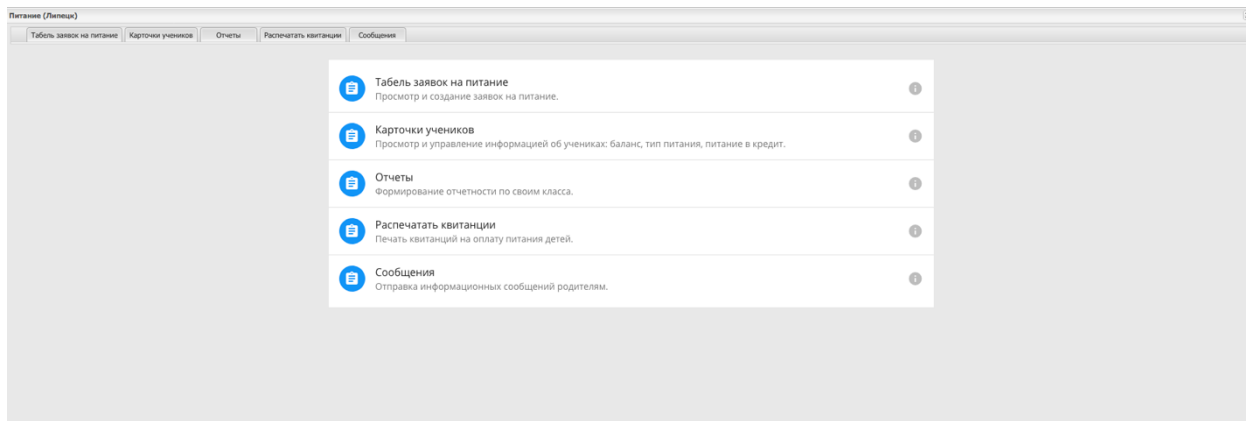 Питание (Липецк)
Табель заявок на питание Карточки учеников Отчеты Распечатать квитанции Сообщения
Табель заявок на питание
Просмотр и создание заявок на питание.
Карточки учеников
Просмотр и управление информацией об учениках: баланс, тип питания, питание в кредит.
Отчеты
Формирование отчетности по своим класса.
Распечатать квитанции
Печать квитанций на оплату питания детей.
Сообщения
Отправка информационных сообщений родителям.